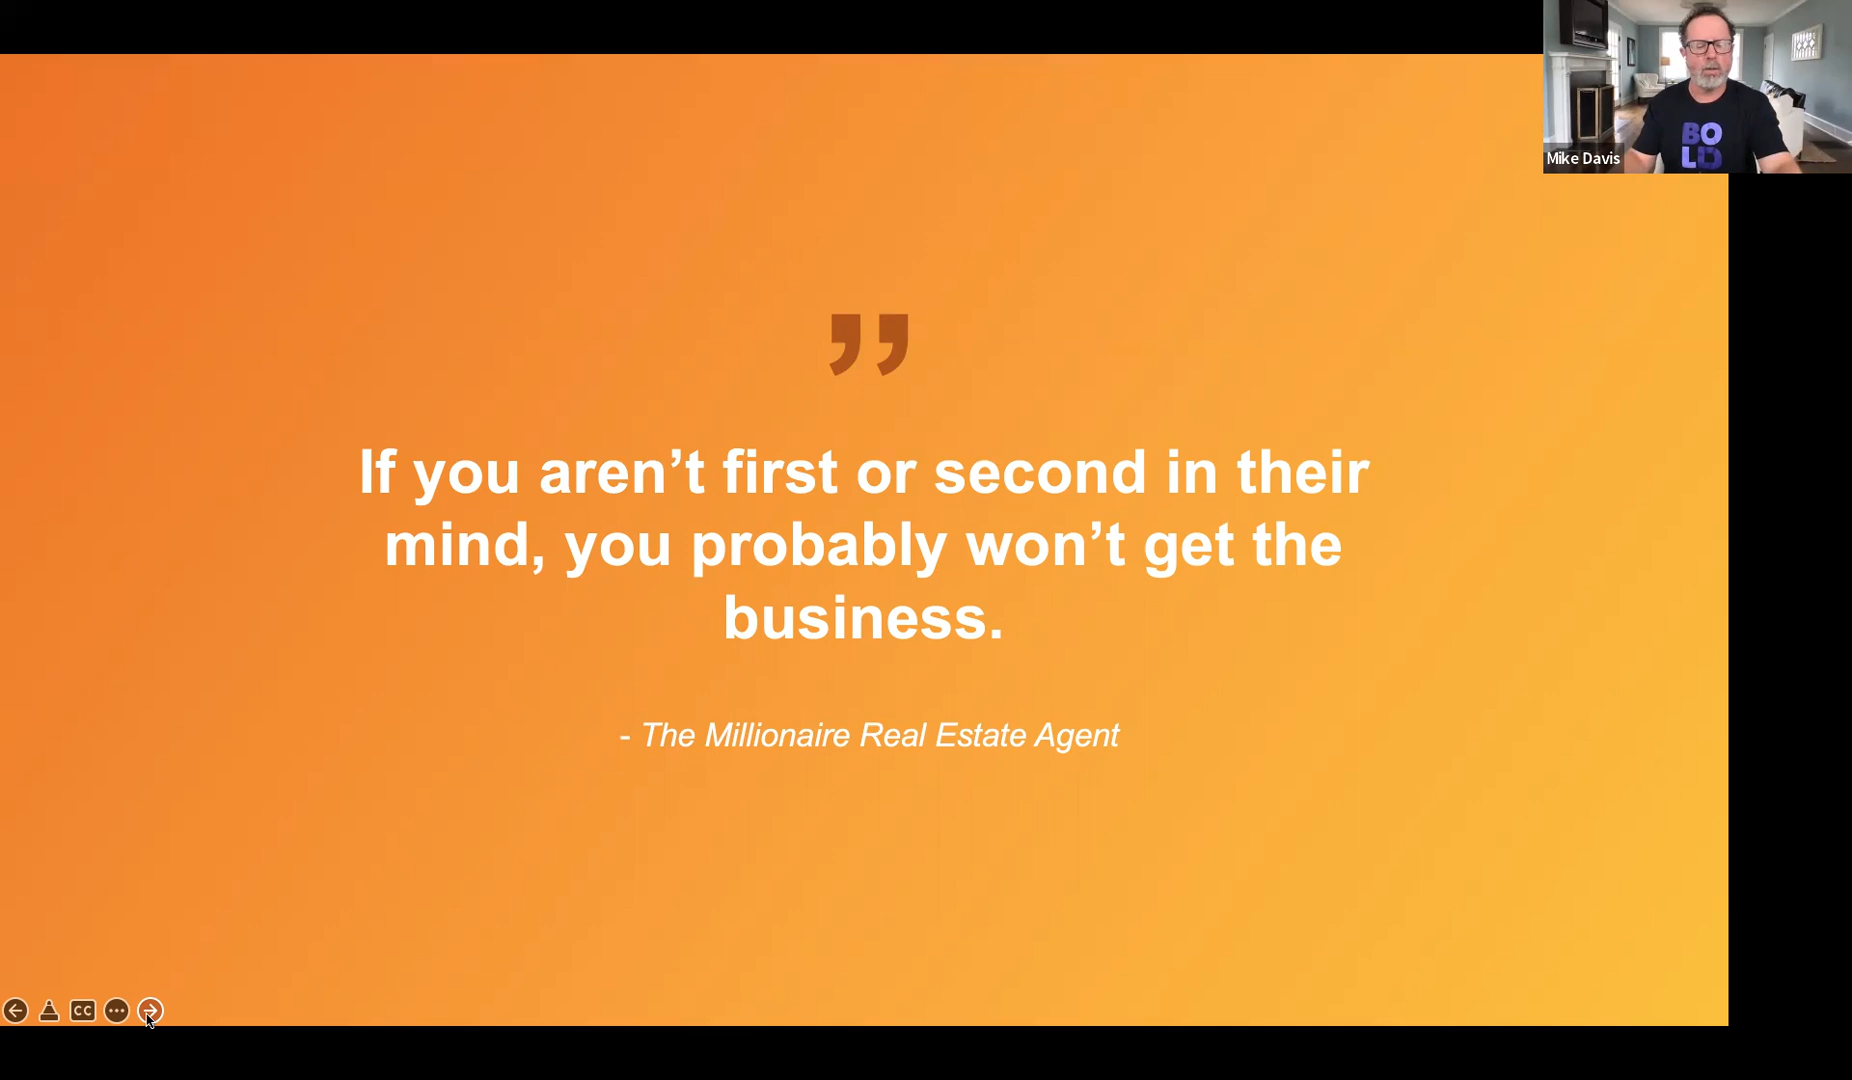 Mike Davis
BO
LD
”
If you aren’t first or second in their
mind, you probably won’t get the
business.
- The Millionaire Real Estate Agent
CC